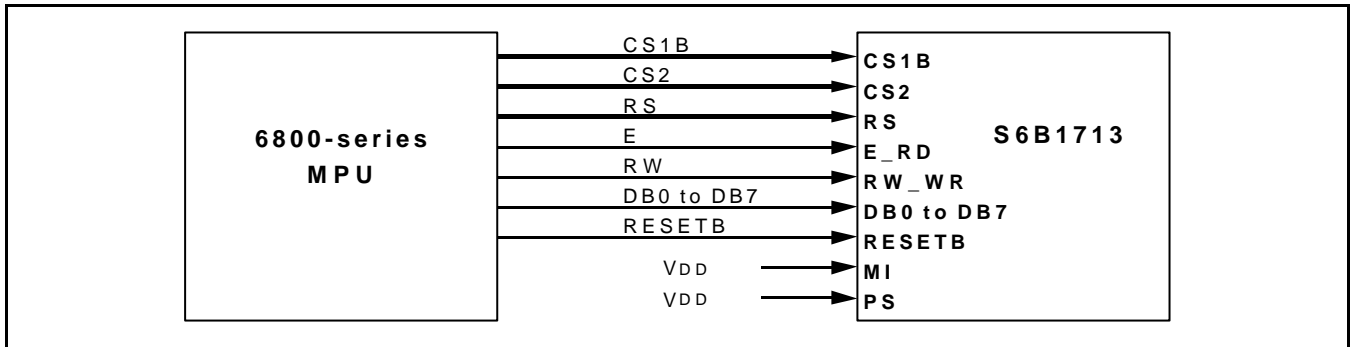 6800-series
MPU
CS1B
CS2
RS
E
RW
DB0 to DB7
RESETB
VDD
VDD
CS1B
CS2
RS
E_RD
RW_WR
DB0 to DB7
RESETB
MI
PS
S6B1713